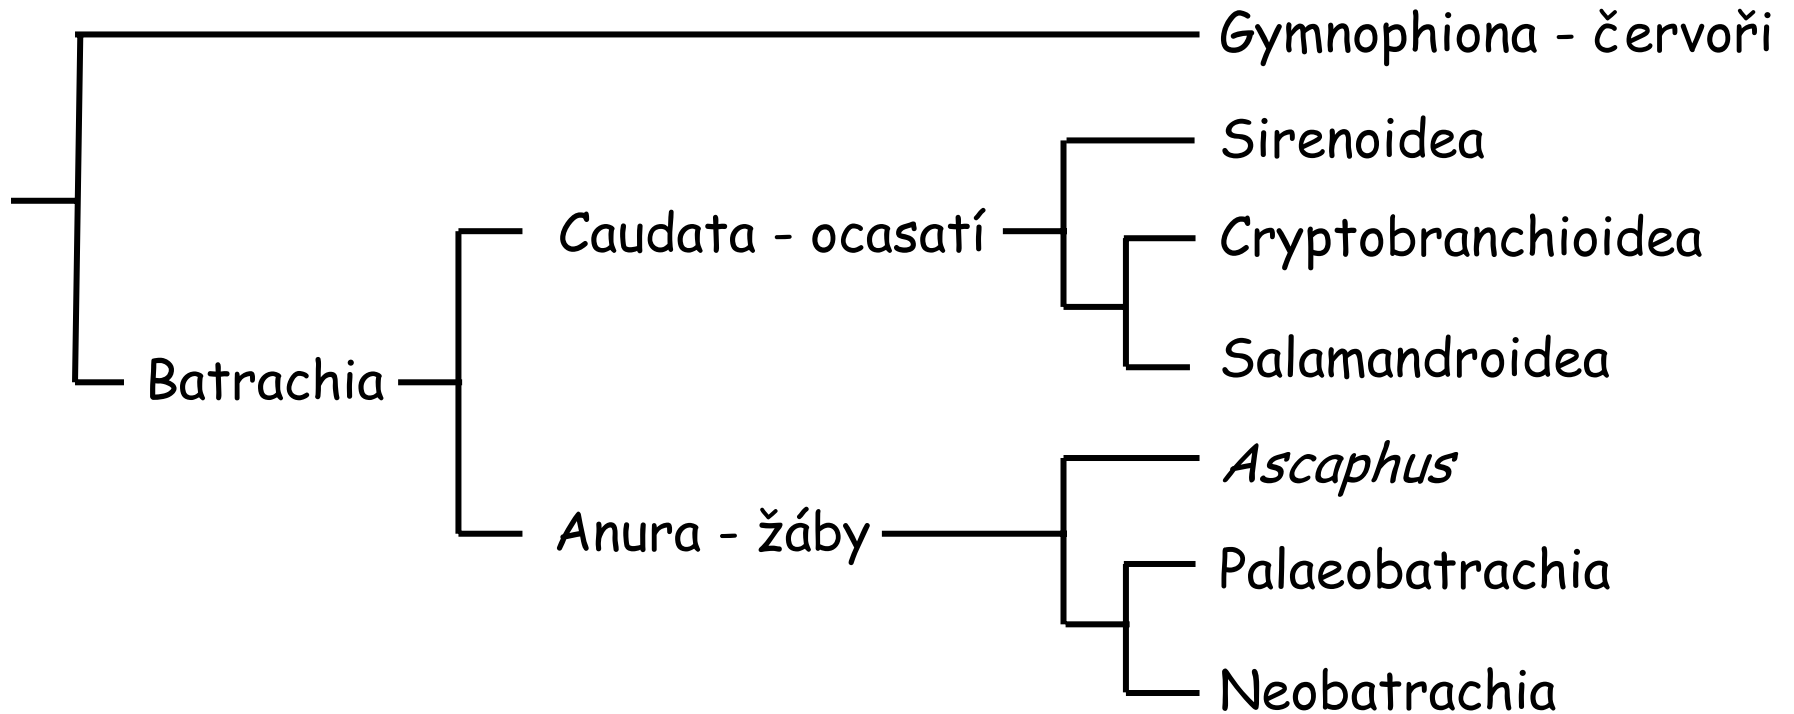 Gymnophiona - červoři
Sirenoidea
Caudata - ocasatí
Cryptobranchioidea
Salamandroidea
Batrachia
Ascaphus
Anura - žáby
Palaeobatrachia
Neobatrachia